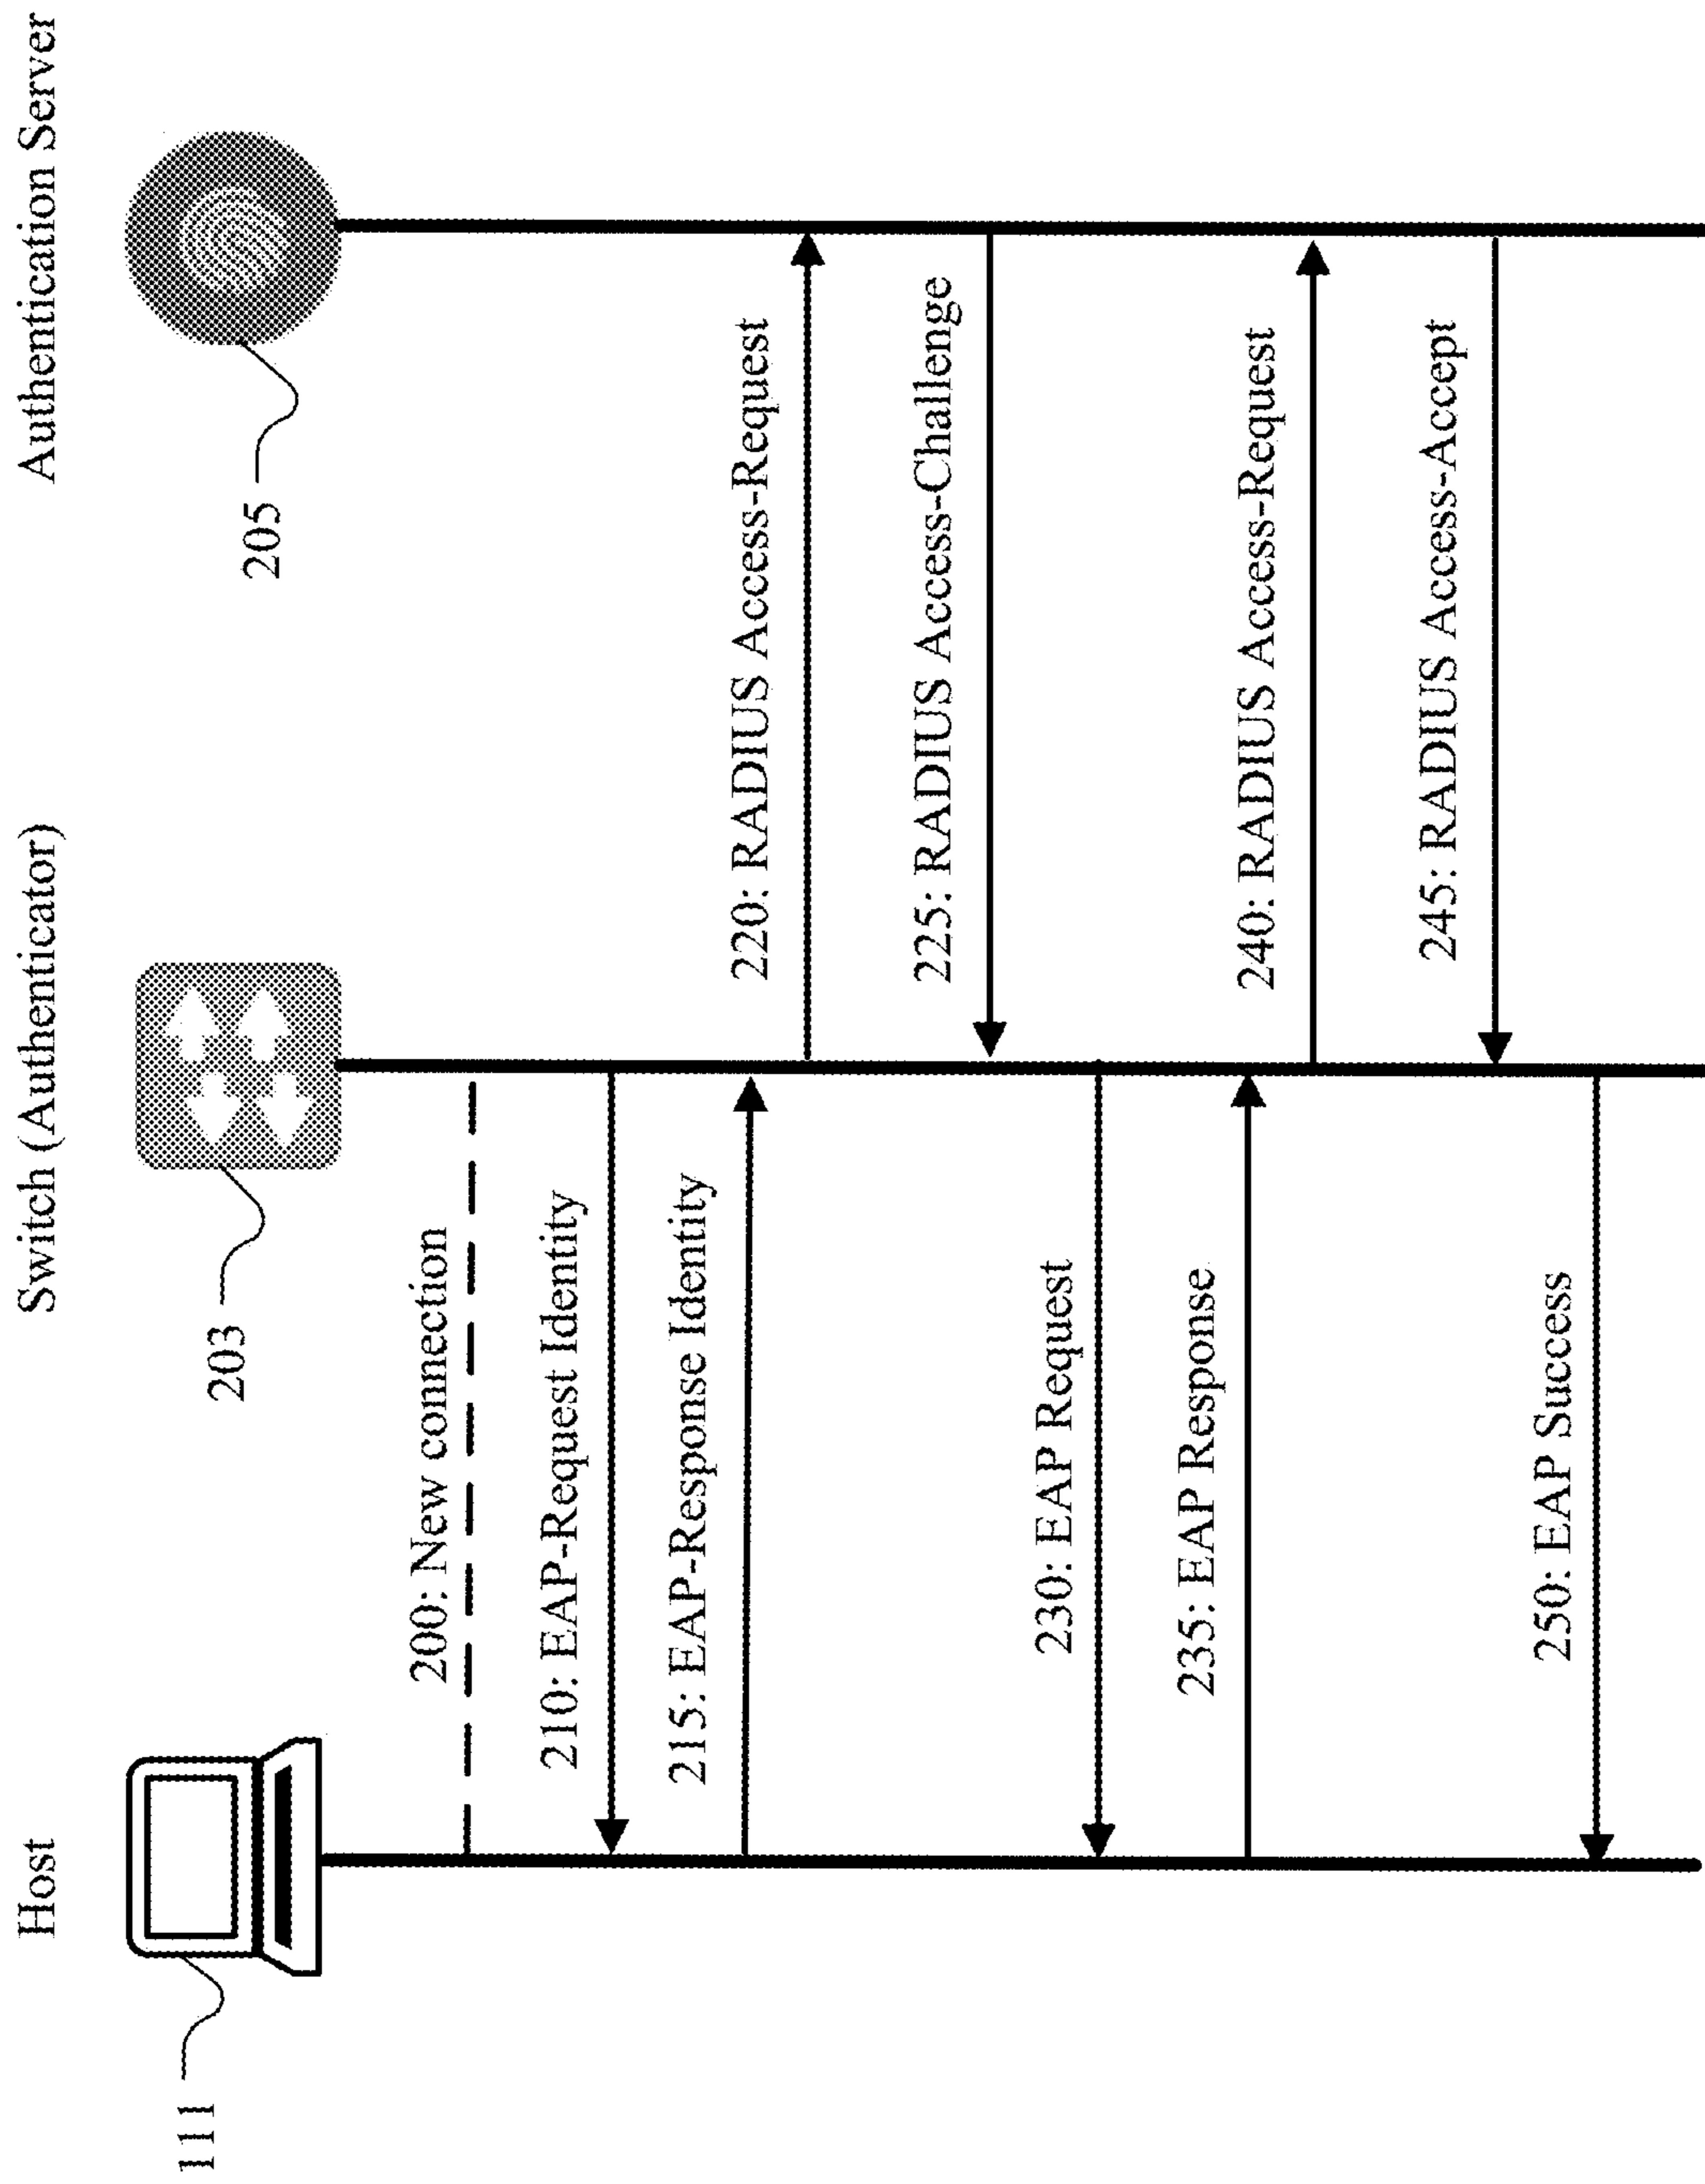 Host
Switch (Authenticator)
Authentication Server
111
203
205
200: New connection
210: EAP-Request Identity
215: EAP-Response Identity
220: RADIUS Access-Request
225: RADIUS Access-Challenge
230: EAP Request
235: EAP Response
240: RADIUS Access-Request
245: RADIUS Access-Accept
250: EAP Success